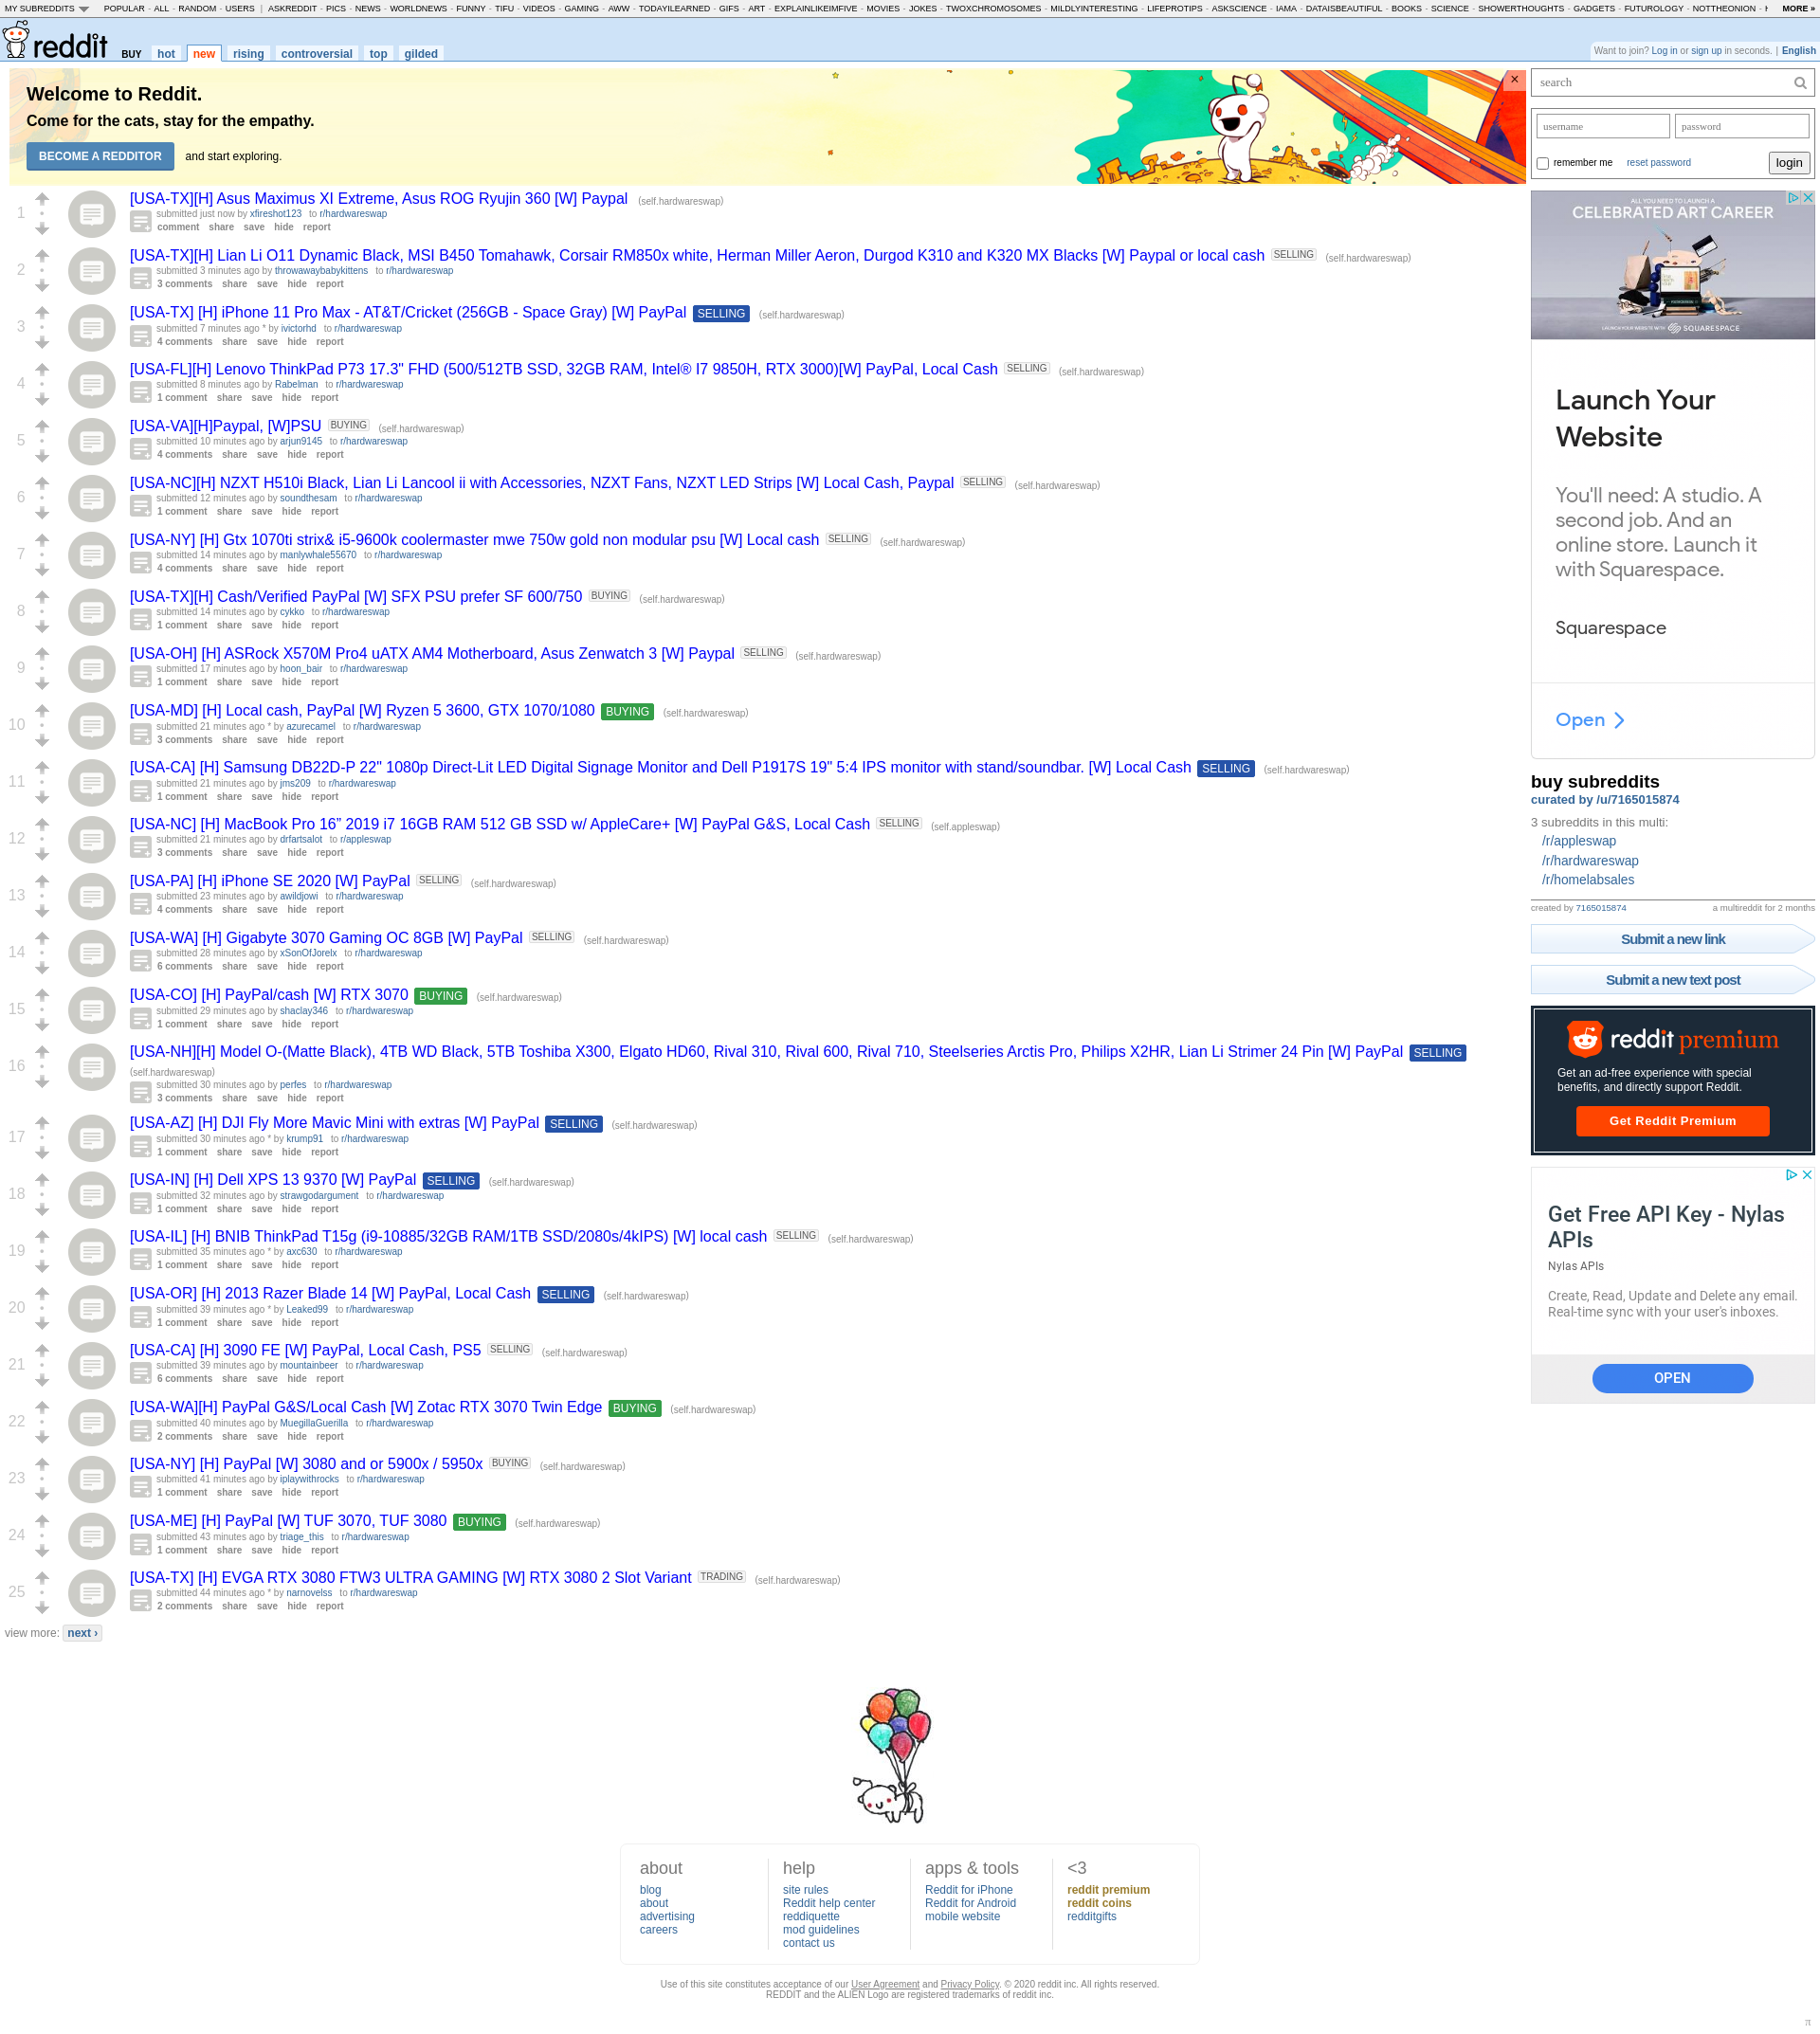 MY SUBREDDITS POPULAR - ALL - RANDOM - USERS | ASKREDDIT - PICS - NEWS - WORLDNEWS - FUNNY - TIFU - VIDEOS - GAMING - AWW - TODAYILEARNED - GIFS - ART - EXPLAINLIKEIMFIVE - MOVIES - JOKES - TWOXCHROMOSOMES - MILDLYINTERESTING - LIFEPROTIPS - ASKSCIENCE - IAMA - DATAISBEAUTIFUL - BOOKS - SCIENCE - SHOWERTHOUGHTS - GADGETS - FUTUROLOGY - NOTTHEONION - MORE »
reddit BUY hot new rising controversial top gilded
Want to join? Log in or sign up in seconds. | English
Welcome to Reddit.
Come for the cats, stay for the empathy.
BECOME A REDDITOR and start exploring.
×
1
[USA-TX][H] Asus Maximus XI Extreme, Asus ROG Ryujin 360 [W] Paypal (self.hardwareswap)
submitted just now by xfireshot123 to r/hardwareswap
comment share save hide report
2
[USA-TX][H] Lian Li O11 Dynamic Black, MSI B450 Tomahawk, Corsair RM850x white, Herman Miller Aeron, Durgod K310 and K320 MX Blacks [W] Paypal or local cash SELLING (self.hardwareswap)
submitted 3 minutes ago by throwawaybabykittens to r/hardwareswap
3 comments share save hide report
3
[USA-TX] [H] iPhone 11 Pro Max - AT&T/Cricket (256GB - Space Gray) [W] PayPal SELLING (self.hardwareswap)
submitted 7 minutes ago * by ivictorhd to r/hardwareswap
4 comments share save hide report
4
[USA-FL][H] Lenovo ThinkPad P73 17.3" FHD (500/512TB SSD, 32GB RAM, Intel® I7 9850H, RTX 3000)[W] PayPal, Local Cash SELLING (self.hardwareswap)
submitted 8 minutes ago by Rabelman to r/hardwareswap
1 comment share save hide report
5
[USA-VA][H]Paypal, [W]PSU BUYING (self.hardwareswap)
submitted 10 minutes ago by arjun9145 to r/hardwareswap
4 comments share save hide report
6
[USA-NC][H] NZXT H510i Black, Lian Li Lancool ii with Accessories, NZXT Fans, NZXT LED Strips [W] Local Cash, Paypal SELLING (self.hardwareswap)
submitted 12 minutes ago by soundthesam to r/hardwareswap
1 comment share save hide report
7
[USA-NY] [H] Gtx 1070ti strix& i5-9600k coolermaster mwe 750w gold non modular psu [W] Local cash SELLING (self.hardwareswap)
submitted 14 minutes ago by manlywhale55670 to r/hardwareswap
4 comments share save hide report
8
[USA-TX][H] Cash/Verified PayPal [W] SFX PSU prefer SF 600/750 BUYING (self.hardwareswap)
submitted 14 minutes ago by cykko to r/hardwareswap
1 comment share save hide report
9
[USA-OH] [H] ASRock X570M Pro4 uATX AM4 Motherboard, Asus Zenwatch 3 [W] Paypal SELLING (self.hardwareswap)
submitted 17 minutes ago by hoon_bair to r/hardwareswap
1 comment share save hide report
10
[USA-MD] [H] Local cash, PayPal [W] Ryzen 5 3600, GTX 1070/1080 BUYING (self.hardwareswap)
submitted 21 minutes ago * by azurecamel to r/hardwareswap
3 comments share save hide report
11
[USA-CA] [H] Samsung DB22D-P 22" 1080p Direct-Lit LED Digital Signage Monitor and Dell P1917S 19" 5:4 IPS monitor with stand/soundbar. [W] Local Cash SELLING (self.hardwareswap)
submitted 21 minutes ago by jms209 to r/hardwareswap
1 comment share save hide report
12
[USA-NC] [H] MacBook Pro 16” 2019 i7 16GB RAM 512 GB SSD w/ AppleCare+ [W] PayPal G&S, Local Cash SELLING (self.appleswap)
submitted 21 minutes ago by drfartsalot to r/appleswap
3 comments share save hide report
13
[USA-PA] [H] iPhone SE 2020 [W] PayPal SELLING (self.hardwareswap)
submitted 23 minutes ago by awildjowi to r/hardwareswap
4 comments share save hide report
14
[USA-WA] [H] Gigabyte 3070 Gaming OC 8GB [W] PayPal SELLING (self.hardwareswap)
submitted 28 minutes ago by xSonOfJorelx to r/hardwareswap
6 comments share save hide report
15
[USA-CO] [H] PayPal/cash [W] RTX 3070 BUYING (self.hardwareswap)
submitted 29 minutes ago by shaclay346 to r/hardwareswap
1 comment share save hide report
16
[USA-NH][H] Model O-(Matte Black), 4TB WD Black, 5TB Toshiba X300, Elgato HD60, Rival 310, Rival 600, Rival 710, Steelseries Arctis Pro, Philips X2HR, Lian Li Strimer 24 Pin [W] PayPal SELLING
(self.hardwareswap)
submitted 30 minutes ago by perfes to r/hardwareswap
3 comments share save hide report
17
[USA-AZ] [H] DJI Fly More Mavic Mini with extras [W] PayPal SELLING (self.hardwareswap)
submitted 30 minutes ago * by krump91 to r/hardwareswap
1 comment share save hide report
18
[USA-IN] [H] Dell XPS 13 9370 [W] PayPal SELLING (self.hardwareswap)
submitted 32 minutes ago by strawgodargument to r/hardwareswap
1 comment share save hide report
19
[USA-IL] [H] BNIB ThinkPad T15g (i9-10885/32GB RAM/1TB SSD/2080s/4kIPS) [W] local cash SELLING (self.hardwareswap)
submitted 35 minutes ago * by axc630 to r/hardwareswap
1 comment share save hide report
20
[USA-OR] [H] 2013 Razer Blade 14 [W] PayPal, Local Cash SELLING (self.hardwareswap)
submitted 39 minutes ago * by Leaked99 to r/hardwareswap
1 comment share save hide report
21
[USA-CA] [H] 3090 FE [W] PayPal, Local Cash, PS5 SELLING (self.hardwareswap)
submitted 39 minutes ago by mountainbeer to r/hardwareswap
6 comments share save hide report
22
[USA-WA][H] PayPal G&S/Local Cash [W] Zotac RTX 3070 Twin Edge BUYING (self.hardwareswap)
submitted 40 minutes ago by MuegillaGuerilla to r/hardwareswap
2 comments share save hide report
23
[USA-NY] [H] PayPal [W] 3080 and or 5900x / 5950x BUYING (self.hardwareswap)
submitted 41 minutes ago by iplaywithrocks to r/hardwareswap
1 comment share save hide report
24
[USA-ME] [H] PayPal [W] TUF 3070, TUF 3080 BUYING (self.hardwareswap)
submitted 43 minutes ago by triage_this to r/hardwareswap
1 comment share save hide report
25
[USA-TX] [H] EVGA RTX 3080 FTW3 ULTRA GAMING [W] RTX 3080 2 Slot Variant TRADING (self.hardwareswap)
submitted 44 minutes ago * by narnovelss to r/hardwareswap
2 comments share save hide report
view more: next ›
search
username password
remember me reset password login
ALL YOU NEED TO LAUNCH A
CELEBRATED ART CAREER
LAUNCH YOUR WEBSITE WITH SQUARESPACE
Launch Your
Website
You'll need: A studio. A
second job. And an
online store. Launch it
with Squarespace.
Squarespace
Open
buy subreddits
curated by /u/7165015874
3 subreddits in this multi:
/r/appleswap
/r/hardwareswap
/r/homelabsales
created by 7165015874 a multireddit for 2 months
Submit a new link
Submit a new text post
reddit premium
Get an ad-free experience with special
benefits, and directly support Reddit.
Get Reddit Premium
Get Free API Key - Nylas
APIs
Nylas APIs
Create, Read, Update and Delete any email.
Real-time sync with your user's inboxes.
OPEN
about
blog
about
advertising
careers
help
site rules
Reddit help center
reddiquette
mod guidelines
contact us
apps & tools
Reddit for iPhone
Reddit for Android
mobile website
<3
reddit premium
reddit coins
redditgifts
Use of this site constitutes acceptance of our User Agreement and Privacy Policy. © 2020 reddit inc. All rights reserved.
REDDIT and the ALIEN Logo are registered trademarks of reddit inc.
π